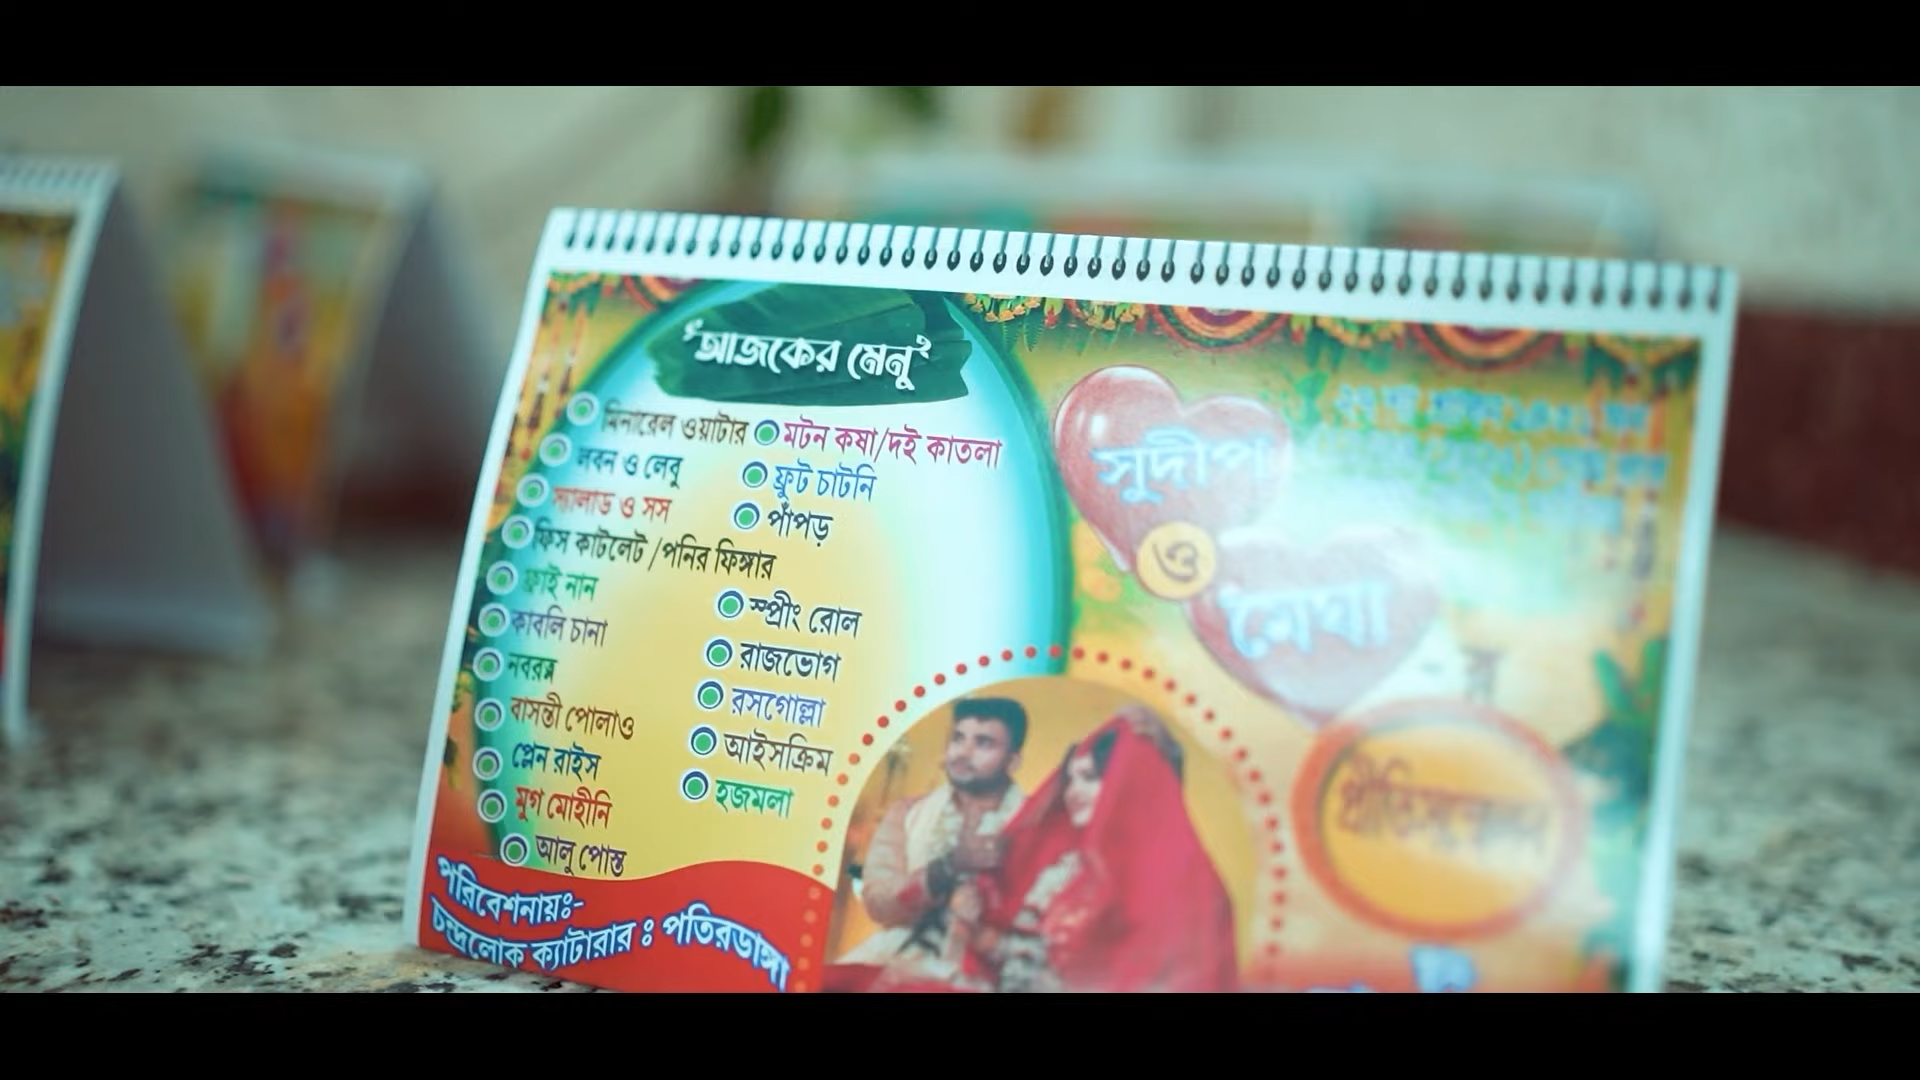 'আজকের মেনু'
মিনারেল ওয়াটার
লবন ও লেবু
স্যালাড ও সস
ফিস কাটলেট /পনির ফিঙ্গার
ফ্রাই নান
কাবলি চানা
নবরত্ন
বাসন্তী পোলাও
প্লেন রাইস
মুগ মোহীনি
আলু পোস্ত
মটন কষা/দই কাতলা
ফ্রুট চাটনি
পাঁপড়
স্প্রীং রোল
রাজভোগ
রসগোল্লা
আইসক্রিম
হজমলা
পরিবেশনায়ঃ-
চন্দ্রলোক ক্যাটারার ঃ পতিরডাঙ্গা
সুদীপ
ও
মেঘা